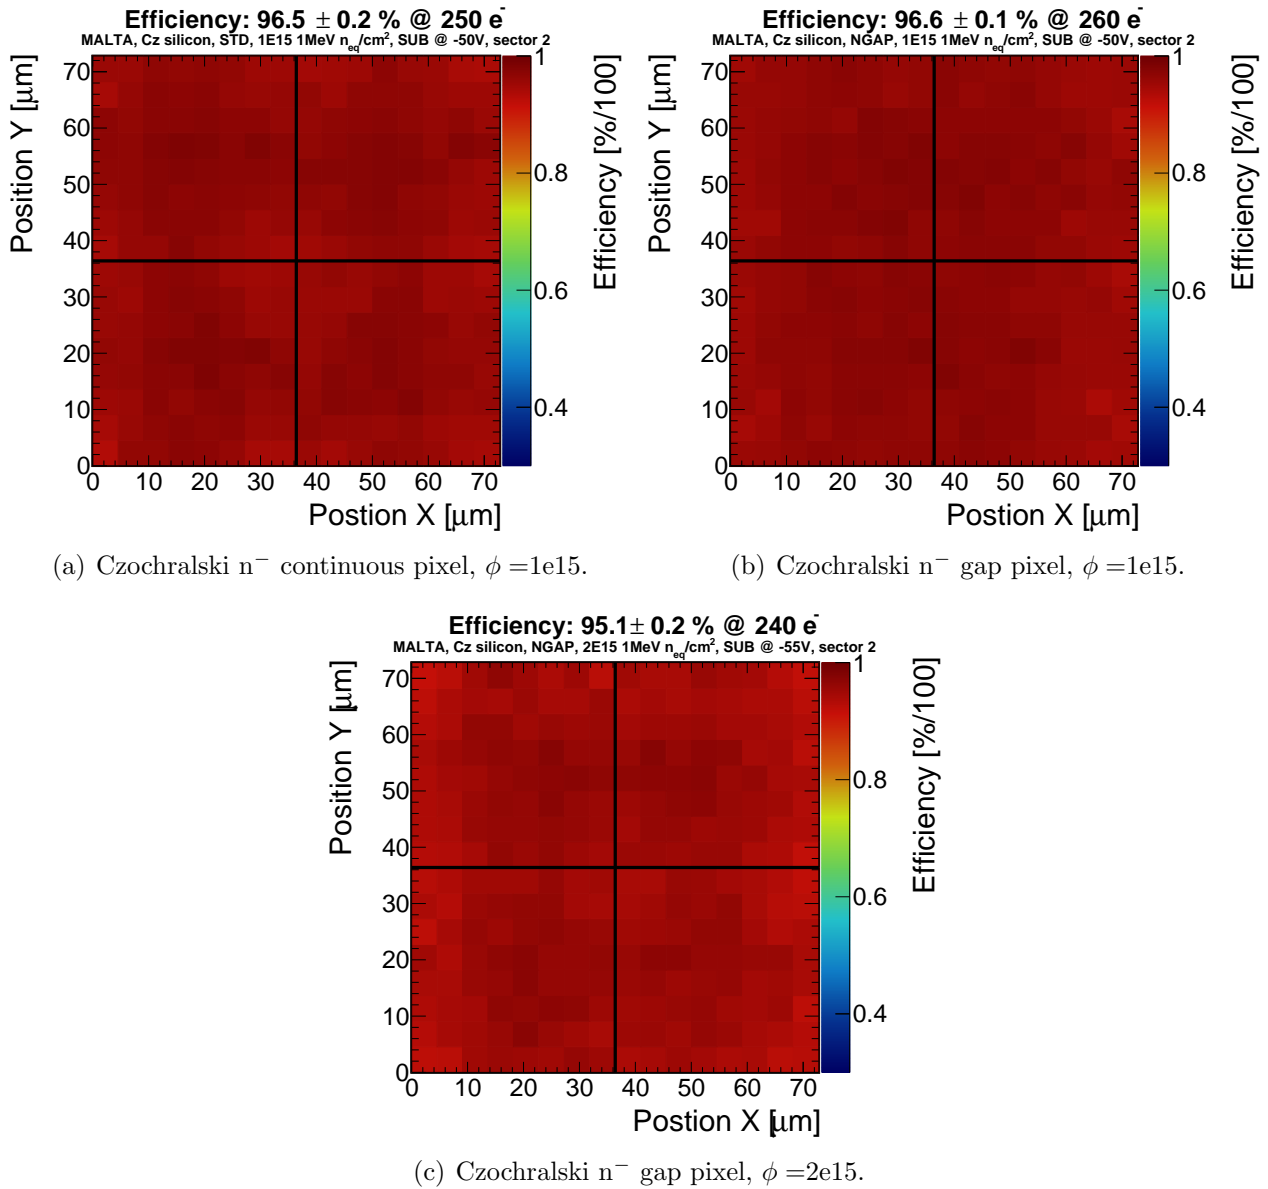 Efficiency: 96.5 ± 0.2 % @ 250 e⁻
MALTA, Cz silicon, STD, 1E15 1MeV n_eq/cm², SUB @ -50V, sector 2
Position Y [μm]
70
60
50
40
30
20
10
0
0 10 20 30 40 50 60 70
Postion X [μm]
1
0.8
0.6
0.4
Efficiency [%/100]
(a) Czochralski n⁻ continuous pixel, ϕ =1e15.
Efficiency: 96.6 ± 0.1 % @ 260 e⁻
MALTA, Cz silicon, NGAP, 1E15 1MeV n_eq/cm², SUB @ -50V, sector 2
Position Y [μm]
70
60
50
40
30
20
10
0
0 10 20 30 40 50 60 70
Postion X [μm]
1
0.8
0.6
0.4
Efficiency [%/100]
(b) Czochralski n⁻ gap pixel, ϕ =1e15.
Efficiency: 95.1± 0.2 % @ 240 e⁻
MALTA, Cz silicon, NGAP, 2E15 1MeV n_eq/cm², SUB @ -55V, sector 2
Position Y [μm]
70
60
50
40
30
20
10
0
0 10 20 30 40 50 60 70
Postion X [μm]
1
0.8
0.6
0.4
Efficiency [%/100]
(c) Czochralski n⁻ gap pixel, ϕ =2e15.